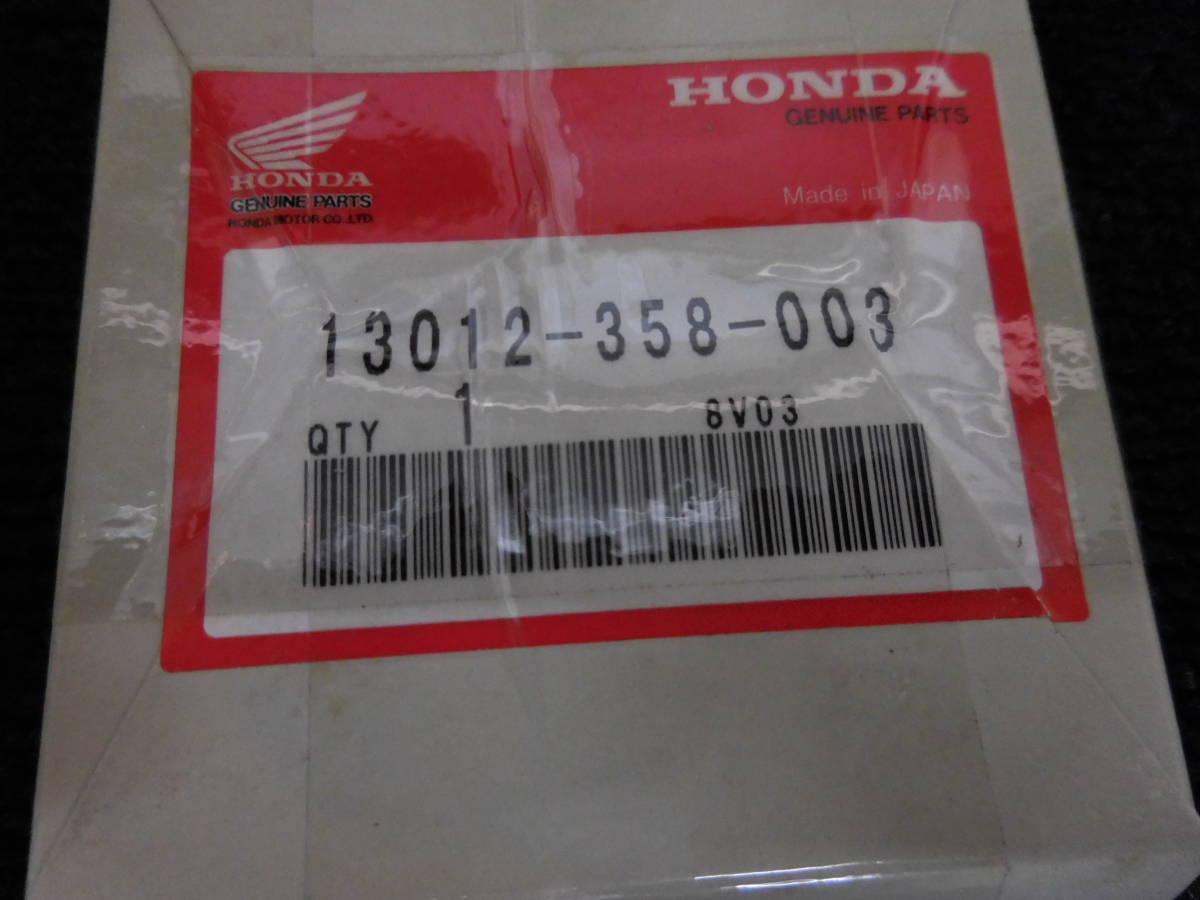 HONDA
GENUINE PARTS
HONDA
GENUINE PARTS
HONDA MOTOR CO.,LTD.
Made in JAPAN
13012-358-003
QTY 1 8V03